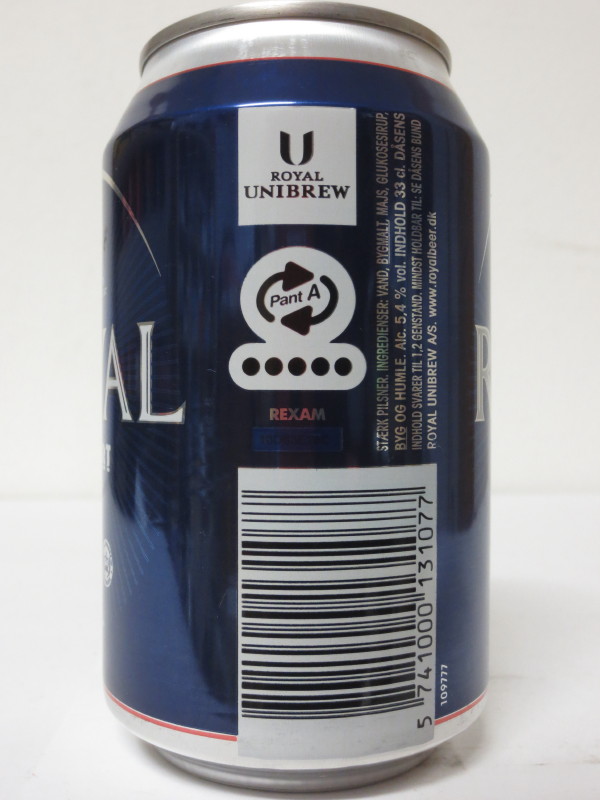 ROYAL
UNIBREW
Pant A
REXAM
STÆRK PILSNER. INGREDIENSER: VAND, BYGMALT, MAJS, GLUKOSESIRUP,
BYG OG HUMLE. Alc. 5,4 % vol. INDHOLD 33 cl. DÅSENS
INDHOLD SVARER TIL 1,2 GENSTAND. MINDST HOLDBAR TIL: SE DÅSENS BUND
ROYAL UNIBREW A/S. www.royalbeer.dk
YAL
R
5 741000 131077
109777